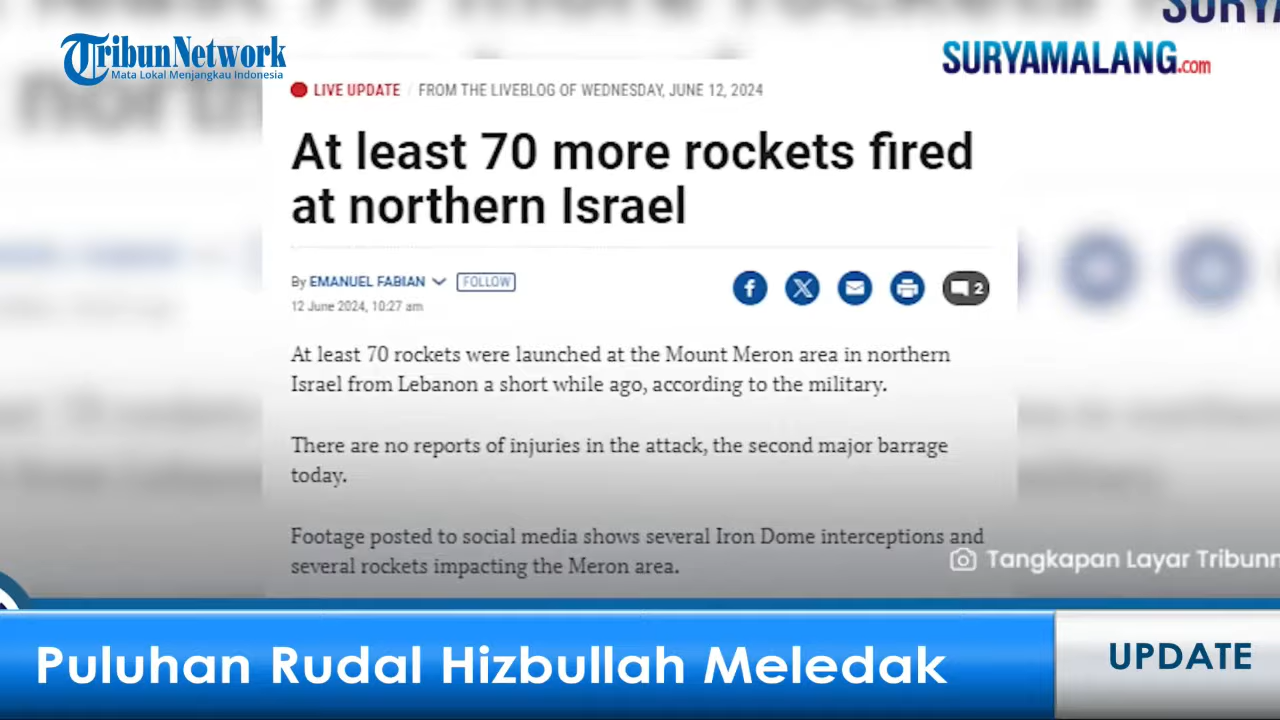 SURYA
TribunNetwork
Mata Lokal Menjangkau Indonesia
SURYAMALANG.com
LIVE UPDATE / FROM THE LIVEBLOG OF WEDNESDAY, JUNE 12, 2024
At least 70 more rockets fired
at northern Israel
By EMANUEL FABIAN FOLLOW
12 June 2024, 10:27 am
2
At least 70 rockets were launched at the Mount Meron area in northern
Israel from Lebanon a short while ago, according to the military.
There are no reports of injuries in the attack, the second major barrage
today.
Footage posted to social media shows several Iron Dome interceptions and
several rockets impacting the Meron area.
Tangkapan Layar Tribunn
Puluhan Rudal Hizbullah Meledak
UPDATE